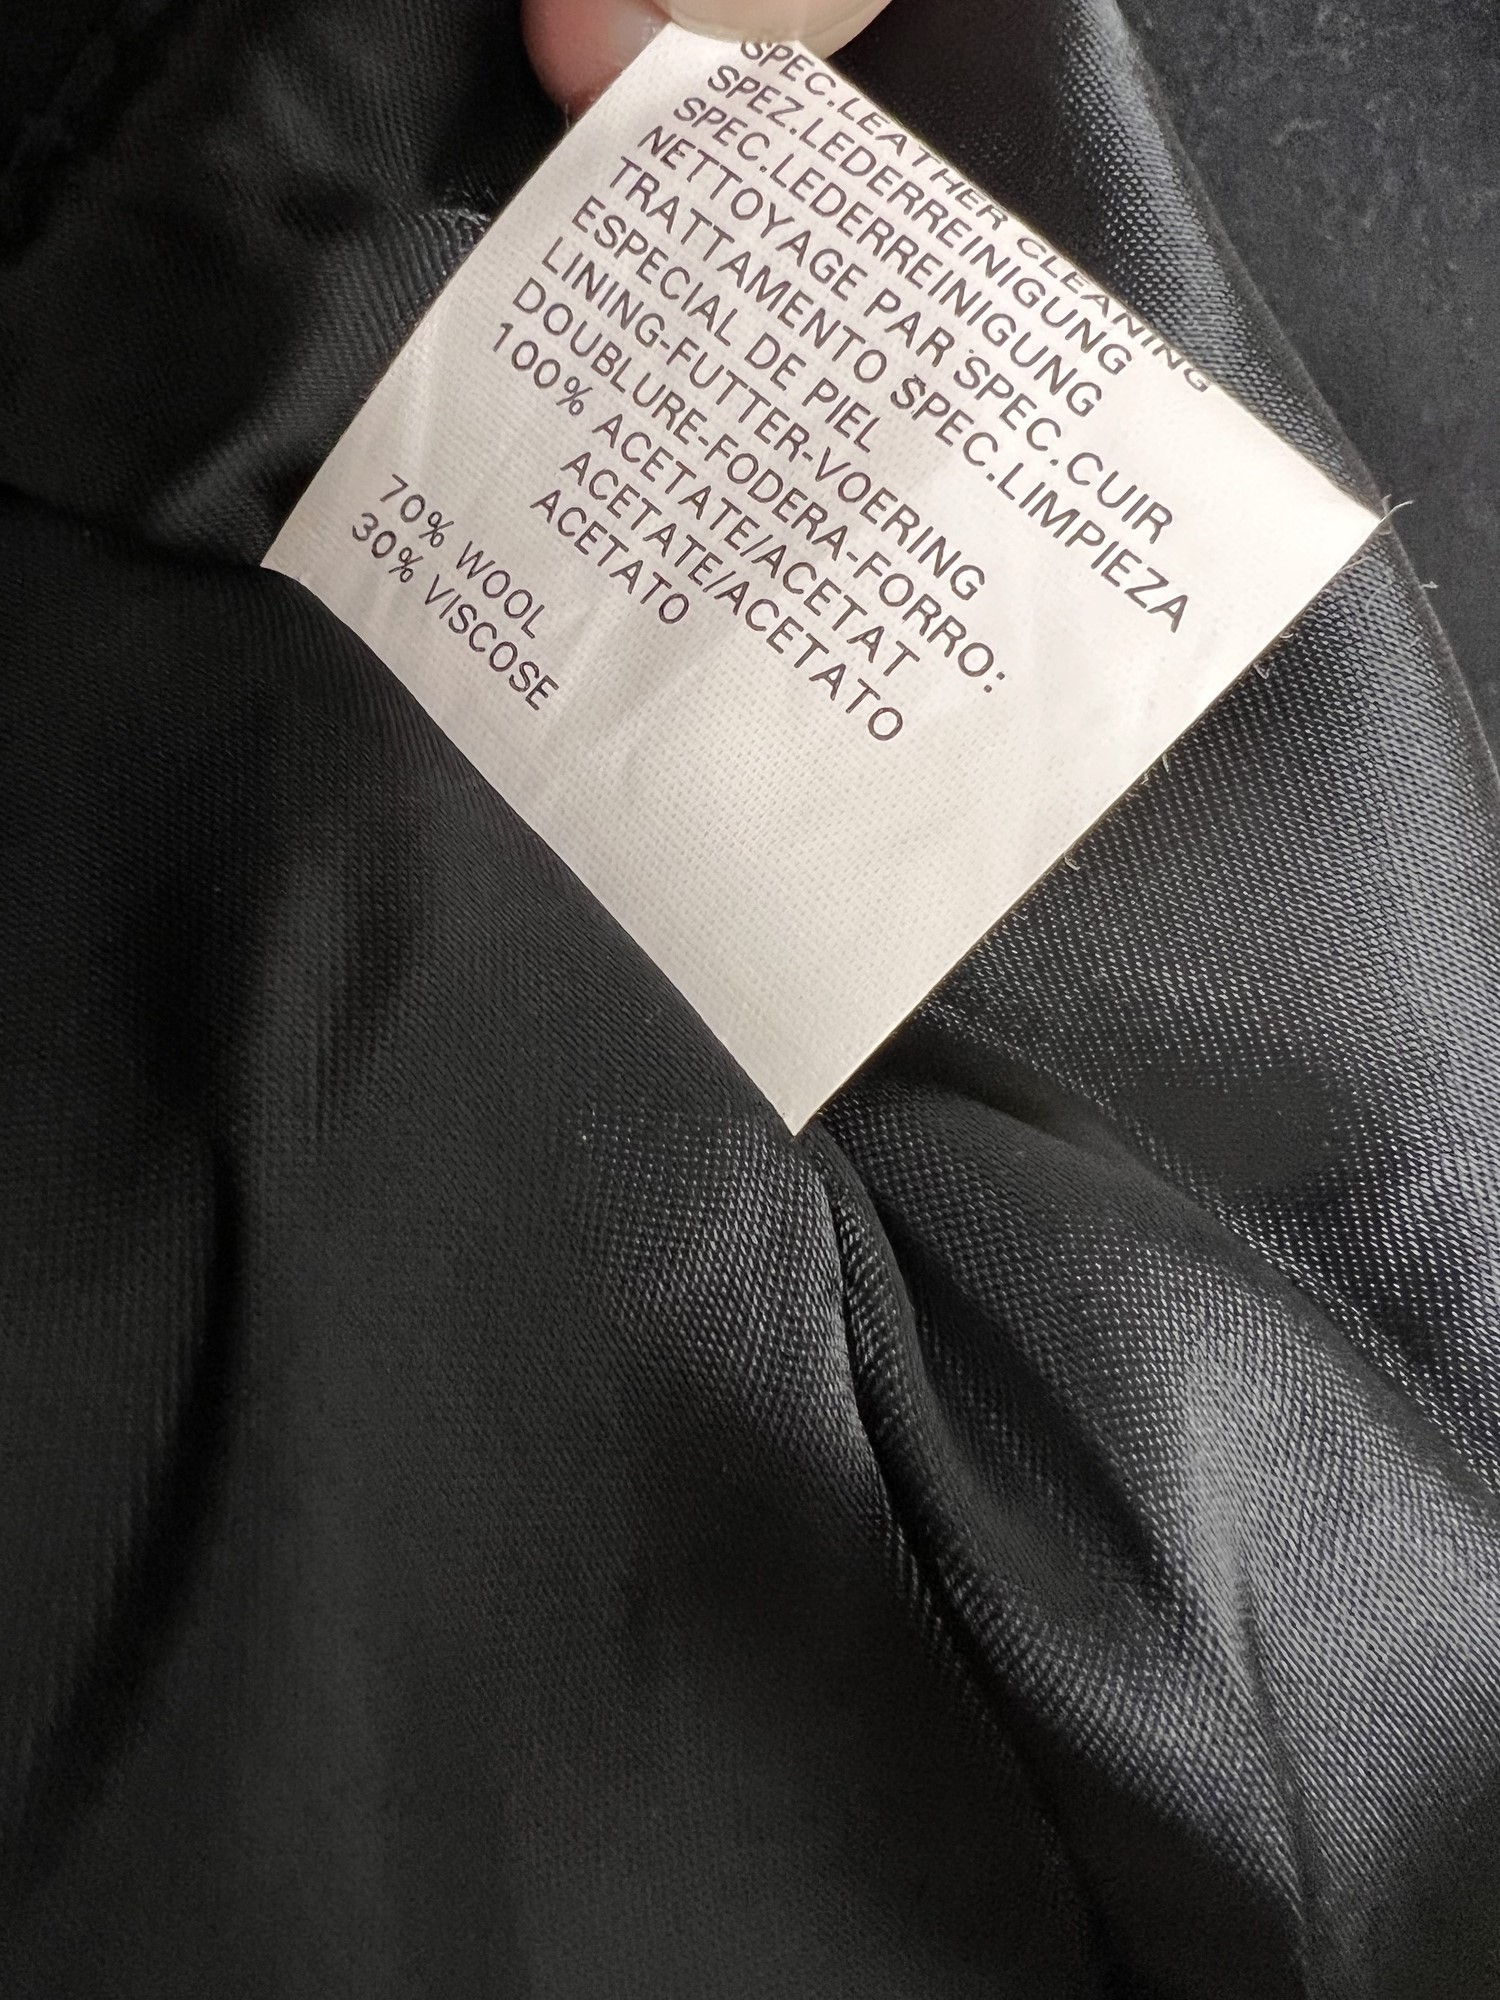 SPEC.LEATHER CLEANING
SPEZ.LEDERREINIGUNG
SPEC.LEDERREINIGUNG
NETTOYAGE PAR SPEC.CUIR
TRATTAMENTO SPEC.LIMPIEZA
ESPECIAL DE PIEL
LINING-FUTTER-VOERING
DOUBLURE-FODERA-FORRO:
100% ACETATE/ACETAT
ACETATE/ACETATO
ACETATO
70% WOOL
30% VISCOSE